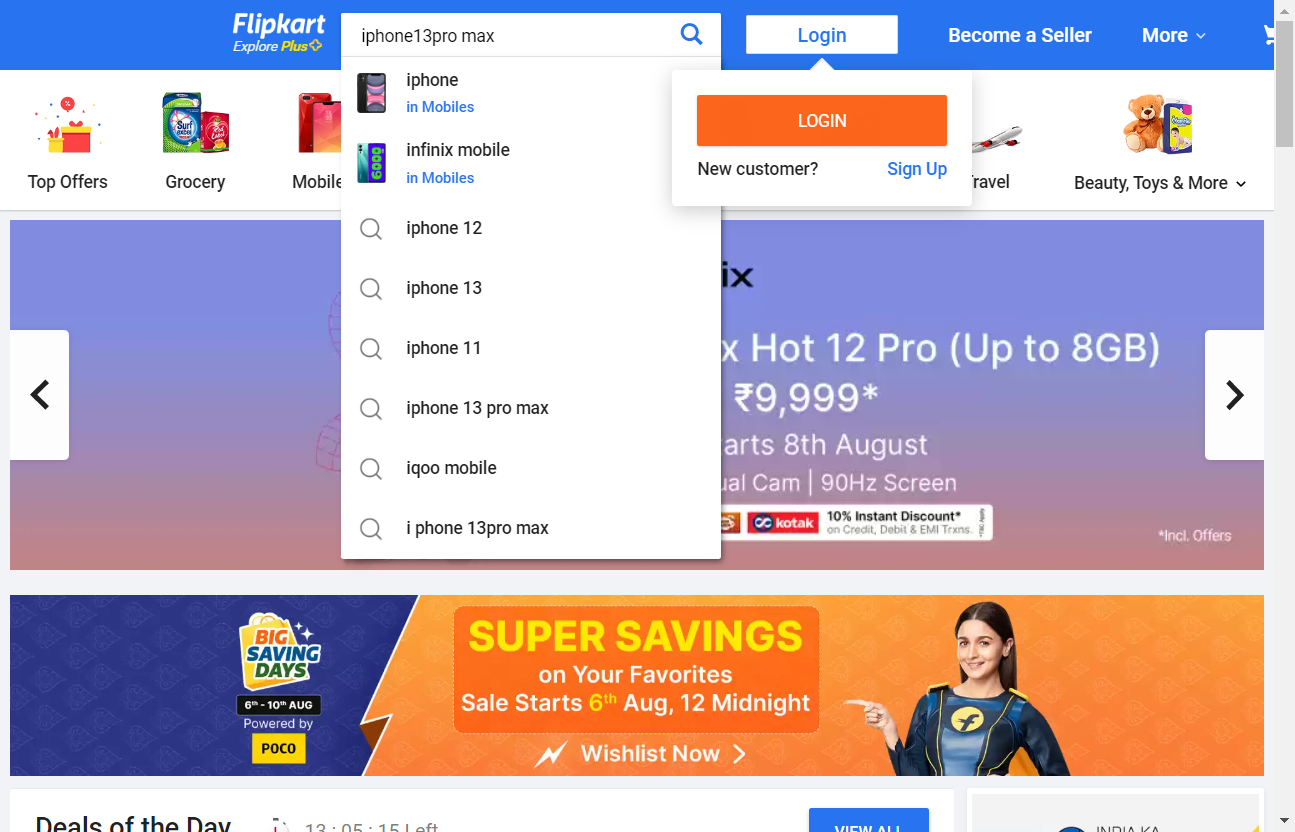 Flipkart
Explore Plus
iphone13pro max
Login
Become a Seller
More
iphone
in Mobiles
LOGIN
New customer?
Sign Up
infinix mobile
in Mobiles
Surf excel
Top Offers
Grocery
Mobile
Travel
Beauty, Toys & More
iphone 12
iphone 13
iphone 11
iphone 13 pro max
iqoo mobile
i phone 13pro max
ix
x Hot 12 Pro (Up to 8GB)
₹9,999*
arts 8th August
ual Cam | 90Hz Screen
kotak
10% Instant Discount*
on Credit, Debit & EMI Trxns.
*Incl. Offers
BIG
SAVING
DAYS
6th - 10th AUG
Powered by
POCO
SUPER SAVINGS
on Your Favorites
Sale Starts 6th Aug, 12 Midnight
Wishlist Now
Deals of the Day
13 : 05 : 15 Left
VIEW ALL
INDIA KA